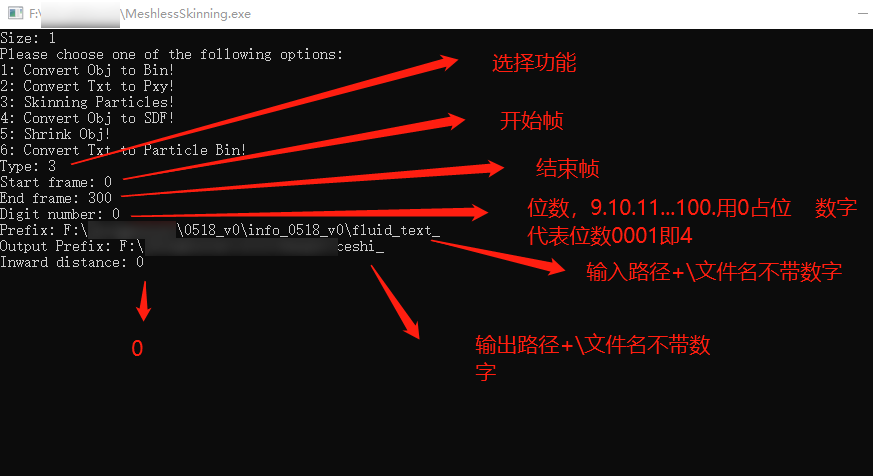 F:\ \MeshlessSkinning.exe
Size: 1
Please choose one of the following options:
1: Convert Obj to Bin!
2: Convert Txt to Pxy!
3: Skinning Particles!
4: Convert Obj to SDF!
5: Shrink Obj!
6: Convert Txt to Particle Bin!
Type: 3
Start frame: 0
End frame: 300
Digit number: 0
Prefix: F:\ \0518_v0\info_0518_v0\fluid_text_
Output Prefix: F:\ ceshi_
Inward distance: 0
选择功能
开始帧
结束帧
位数，9.10.11...100.用0占位 数字
代表位数0001即4
输入路径+\文件名不带数字
输出路径+\文件名不带数
字
0